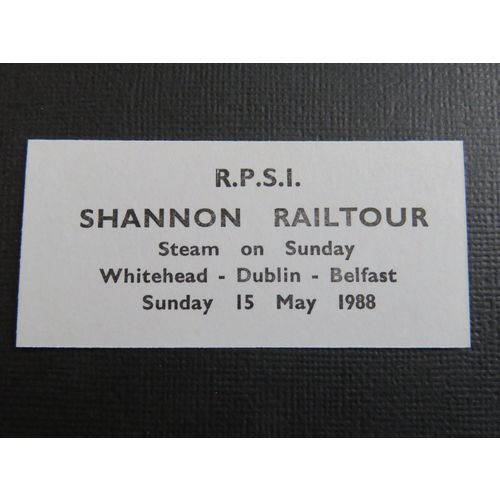 R.P.S.I.
SHANNON RAILTOUR
Steam on Sunday
Whitehead - Dublin - Belfast
Sunday 15 May 1988